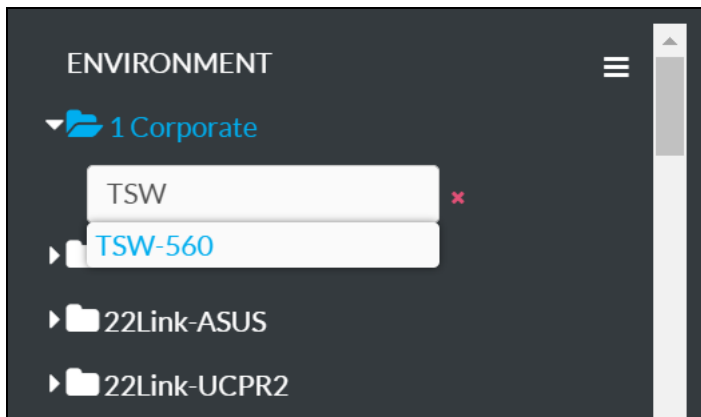 ENVIRONMENT
1 Corporate
TSW
TSW-560
22Link-ASUS
22Link-UCPR2